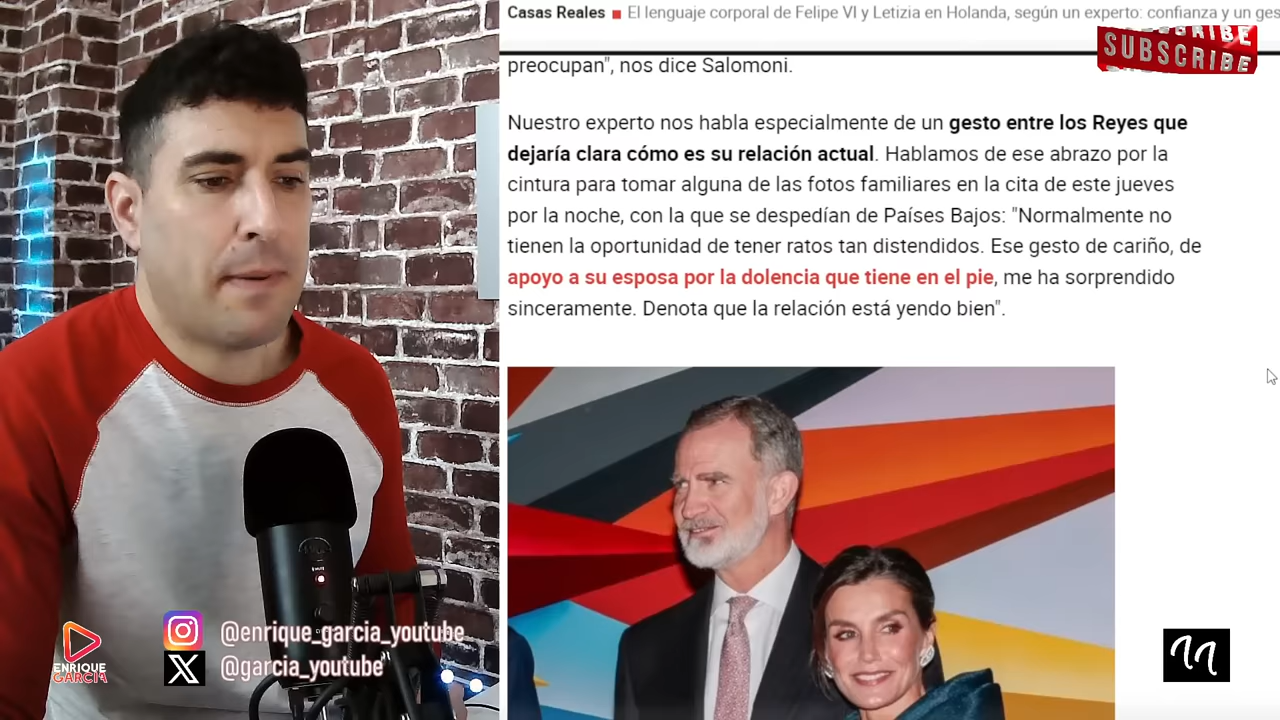 Casas Reales El lenguaje corporal de Felipe VI y Letizia en Holanda, según un experto: confianza y un ges
SUBSCRIBE
preocupan", nos dice Salomoni.
Nuestro experto nos habla especialmente de un gesto entre los Reyes que
dejaría clara cómo es su relación actual. Hablamos de ese abrazo por la
cintura para tomar alguna de las fotos familiares en la cita de este jueves
por la noche, con la que se despedían de Países Bajos: "Normalmente no
tienen la oportunidad de tener ratos tan distendidos. Ese gesto de cariño, de
apoyo a su esposa por la dolencia que tiene en el pie, me ha sorprendido
sinceramente. Denota que la relación está yendo bien".
@enrique_garcia_youtube
@garcia_youtube
ENRIQUE
GARCIA